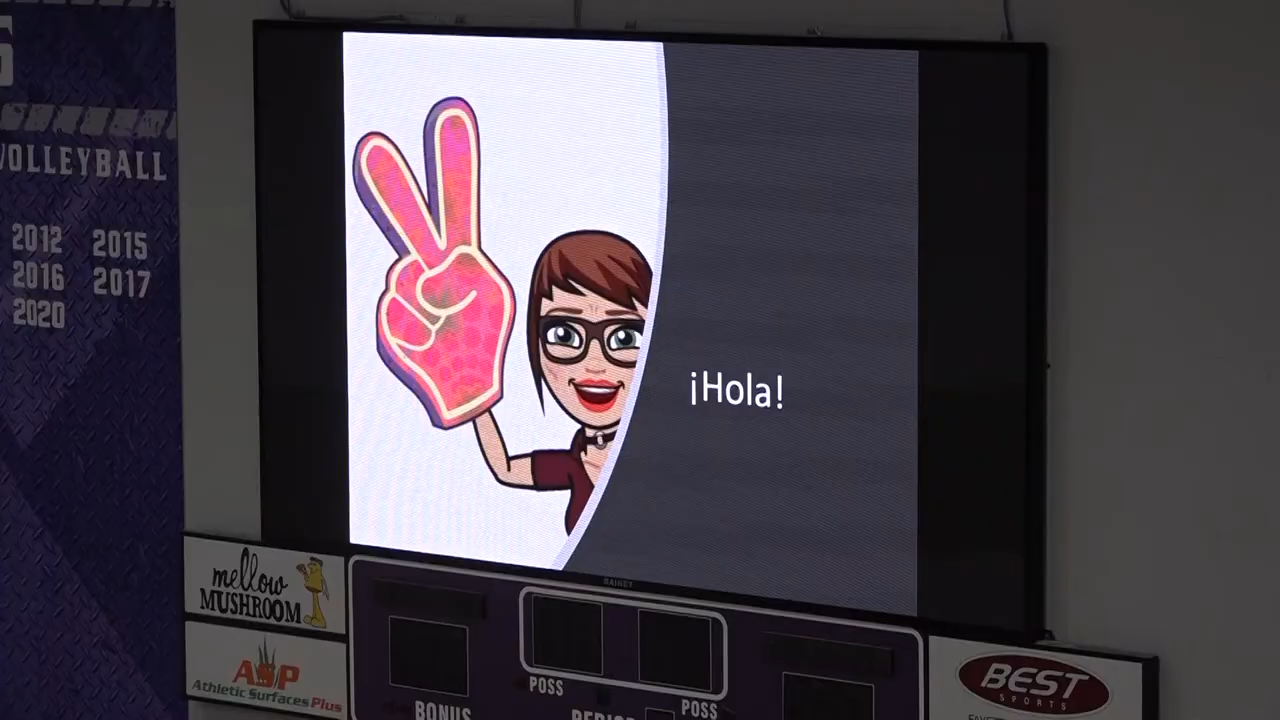 VOLLEYBALL
2012 2015
2016 2017
2020
¡Hola!
mellow
MUSHROOM
ASP
Athletic Surfaces Plus
POSS
POSS
BONUS
BEST
SPORTS